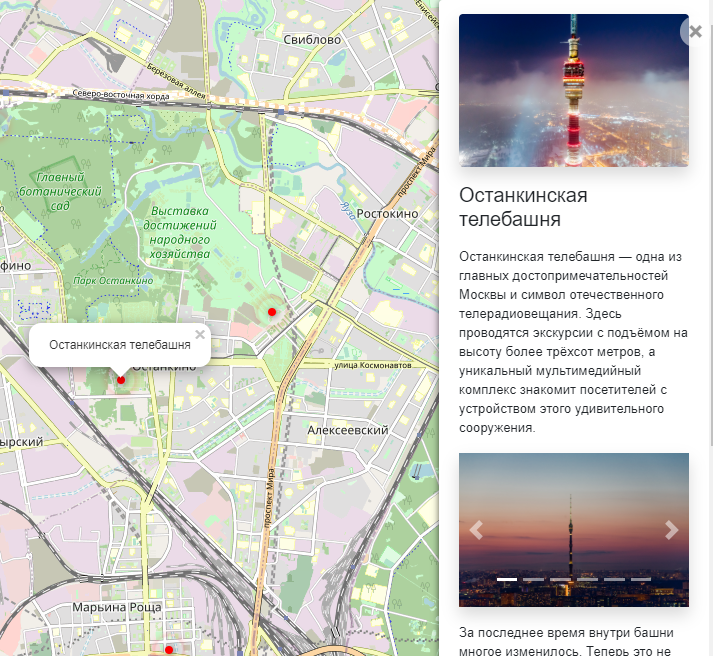 Енисейс
Свиблово
Берёзовая аллея
Северо-восточная хорда
проспект Мира
Главный
ботанический
сад
Выставка
достижений
народного
хозяйства
Яуза
Ростокино
фино
Парк Останкино
Останкинская телебашня
×
Останкино
улица Космонавтов
Алексеевский
ырский
проспект Мира
Марьина Роща
×
Останкинская
телебашня
Останкинская телебашня — одна из
главных достопримечательностей
Москвы и символ отечественного
телерадиовещания. Здесь
проводятся экскурсии с подъёмом на
высоту более трёхсот метров, а
уникальный мультимедийный
комплекс знакомит посетителей с
устройством этого удивительного
сооружения.
За последнее время внутри башни
многое изменилось. Теперь это не